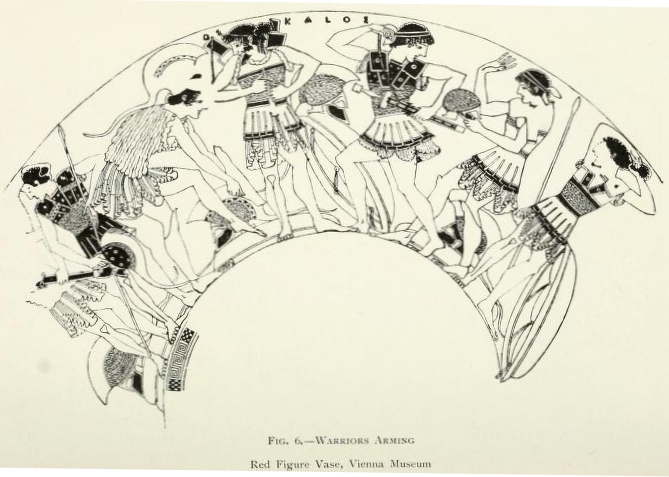 ΚΑΛΟΣ
Fig. 6.—Warriors Arming
Red Figure Vase, Vienna Museum